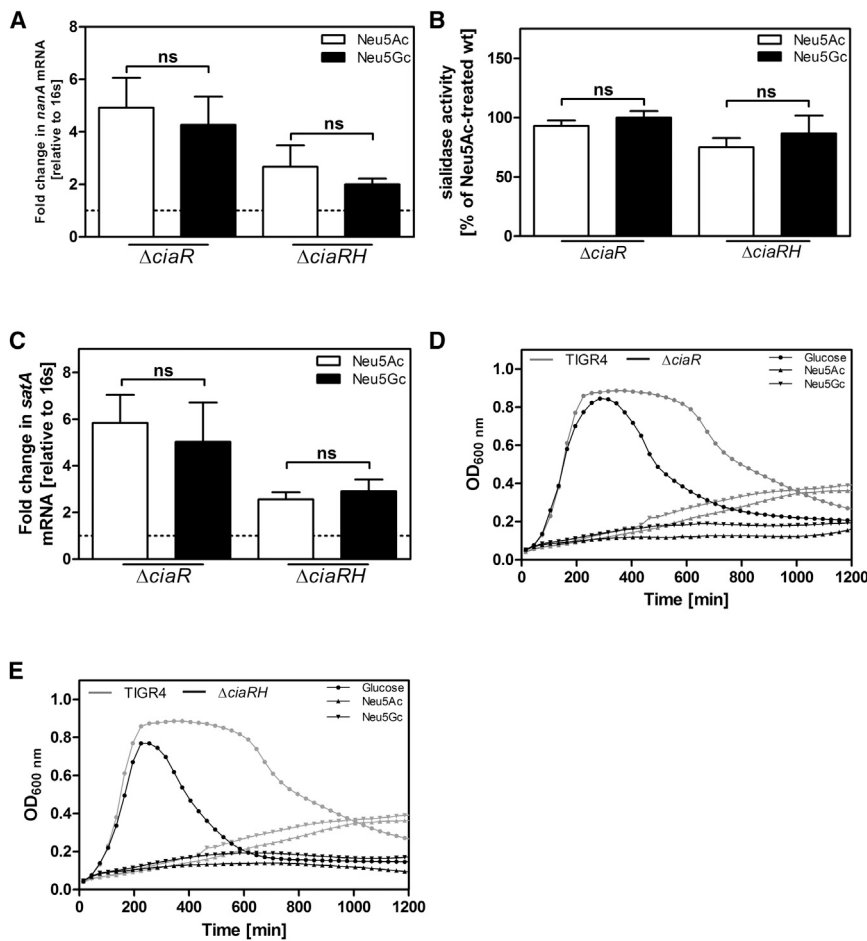 A
Fold change in nanA mRNA
[relative to 16s]
8
6
4
2
0
ns
ns
Neu5Ac
Neu5Gc
ΔciaR
ΔciaRH
B
sialidase activity
[% of Neu5Ac-treated wt]
150
100
50
0
ns
ns
Neu5Ac
Neu5Gc
ΔciaR
ΔciaRH
C
Fold change in satA
mRNA [relative to 16s]
8
6
4
2
0
ns
ns
Neu5Ac
Neu5Gc
ΔciaR
ΔciaRH
D
OD600 nm
1.0
0.8
0.6
0.4
0.2
0.0
TIGR4 ΔciaR
Glucose
Neu5Ac
Neu5Gc
0 200 400 600 800 1000 1200
Time [min]
E
OD600 nm
1.0
0.8
0.6
0.4
0.2
0.0
TIGR4 ΔciaRH
Glucose
Neu5Ac
Neu5Gc
0 200 400 600 800 1000 1200
Time [min]